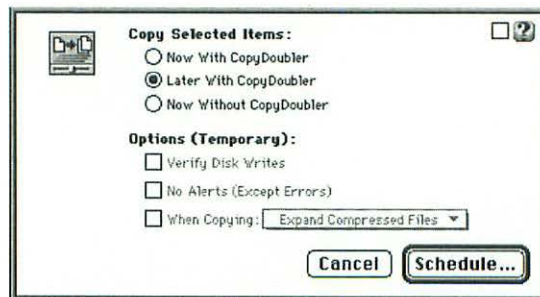 Copy Selected Items:
?
Now With CopyDoubler
Later With CopyDoubler
Now Without CopyDoubler
Options (Temporary):
Verify Disk Writes
No Alerts (Except Errors)
When Copying: Expand Compressed Files
Cancel Schedule...